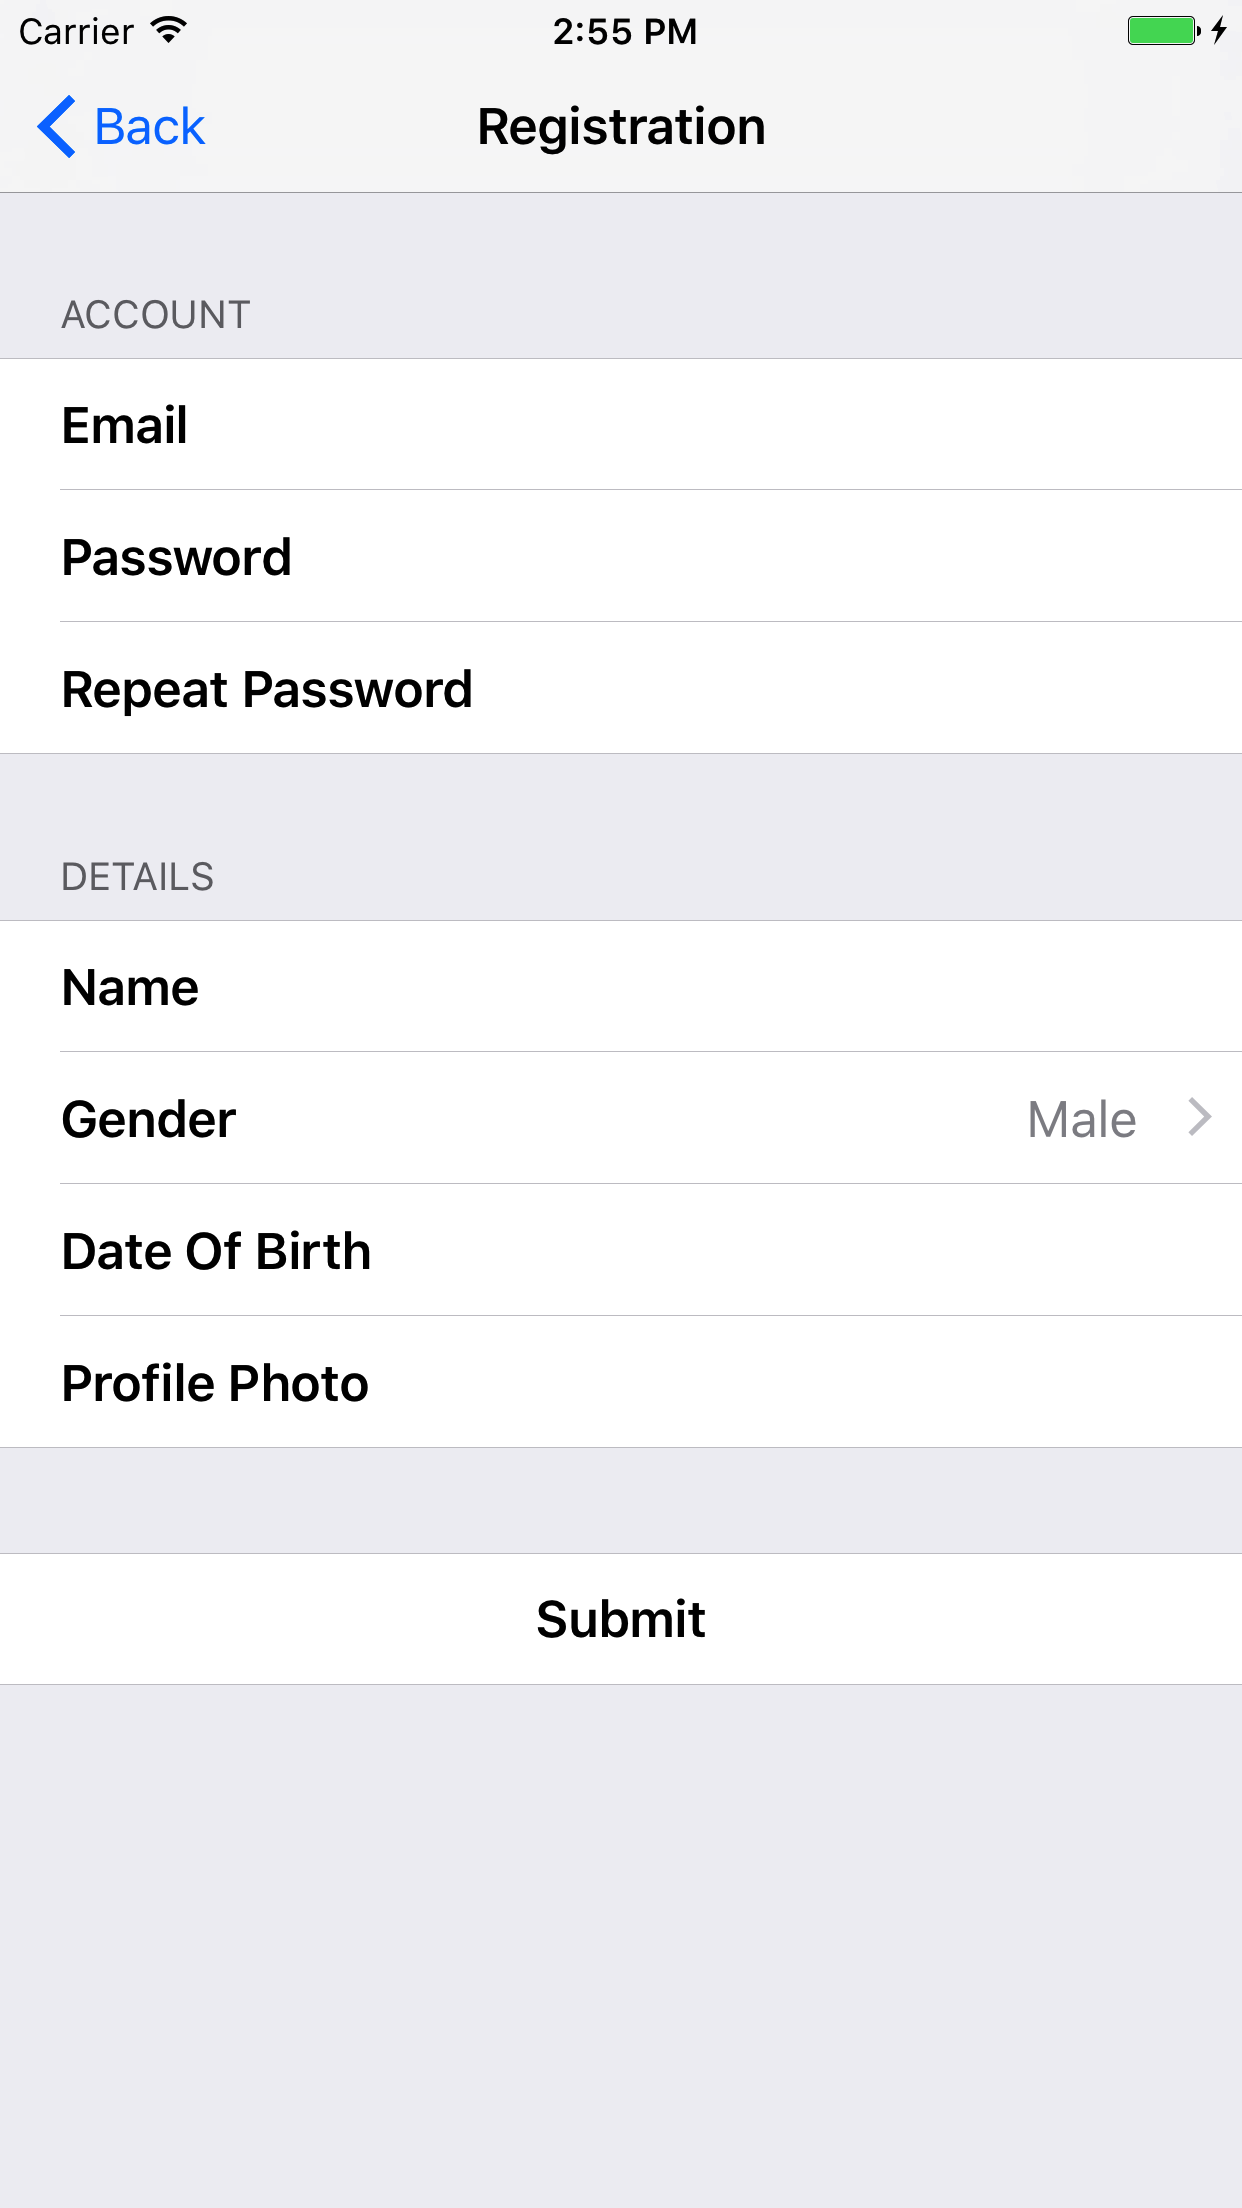 Carrier 2:55 PM
Back Registration
ACCOUNT
Email
Password
Repeat Password
DETAILS
Name
Gender Male
Date Of Birth
Profile Photo
Submit